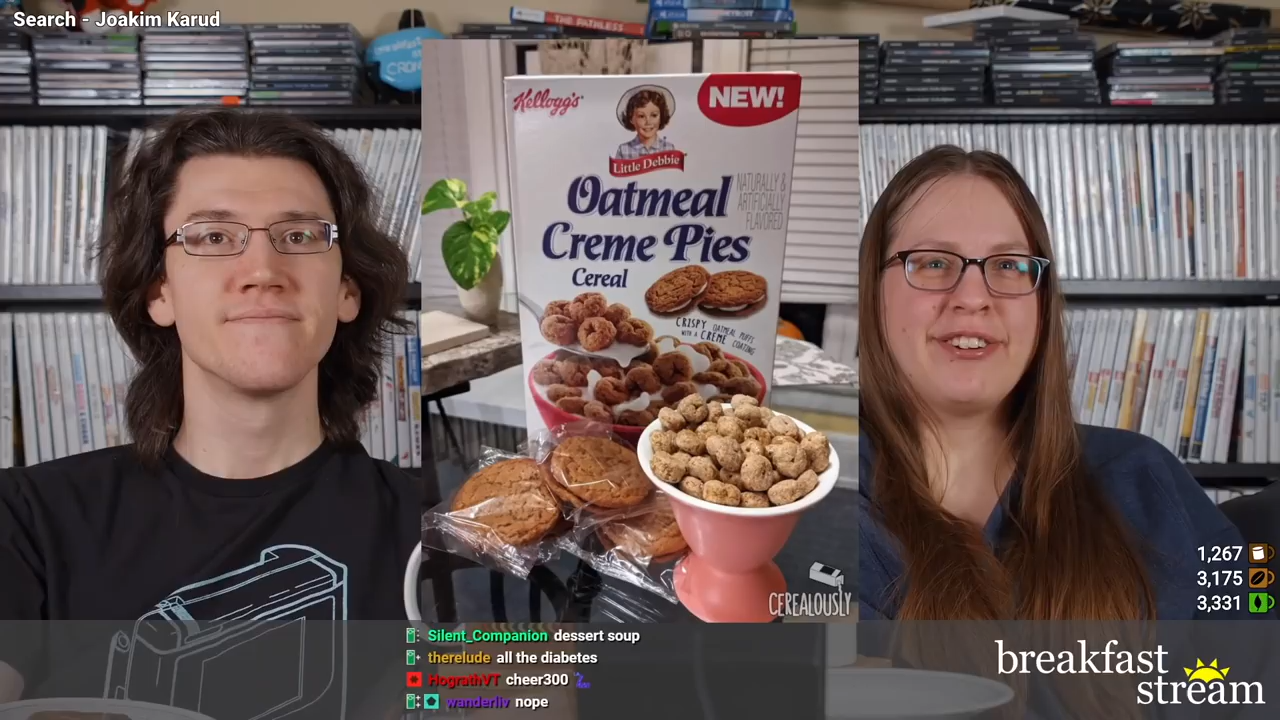 Search - Joakim Karud
THE PATHLESS
Kellogg's
NEW!
Little Debbie
Oatmeal
Creme Pies
Cereal
NATURALLY &
ARTIFICIALLY
FLAVORED
CRISPY OATMEAL PUFFS
WITH A CREME COATING
CEREALOUSLY
1,267
3,175
3,331
Silent_Companion dessert soup
therelude all the diabetes
HograthVT cheer300
wanderliv nope
breakfast
stream